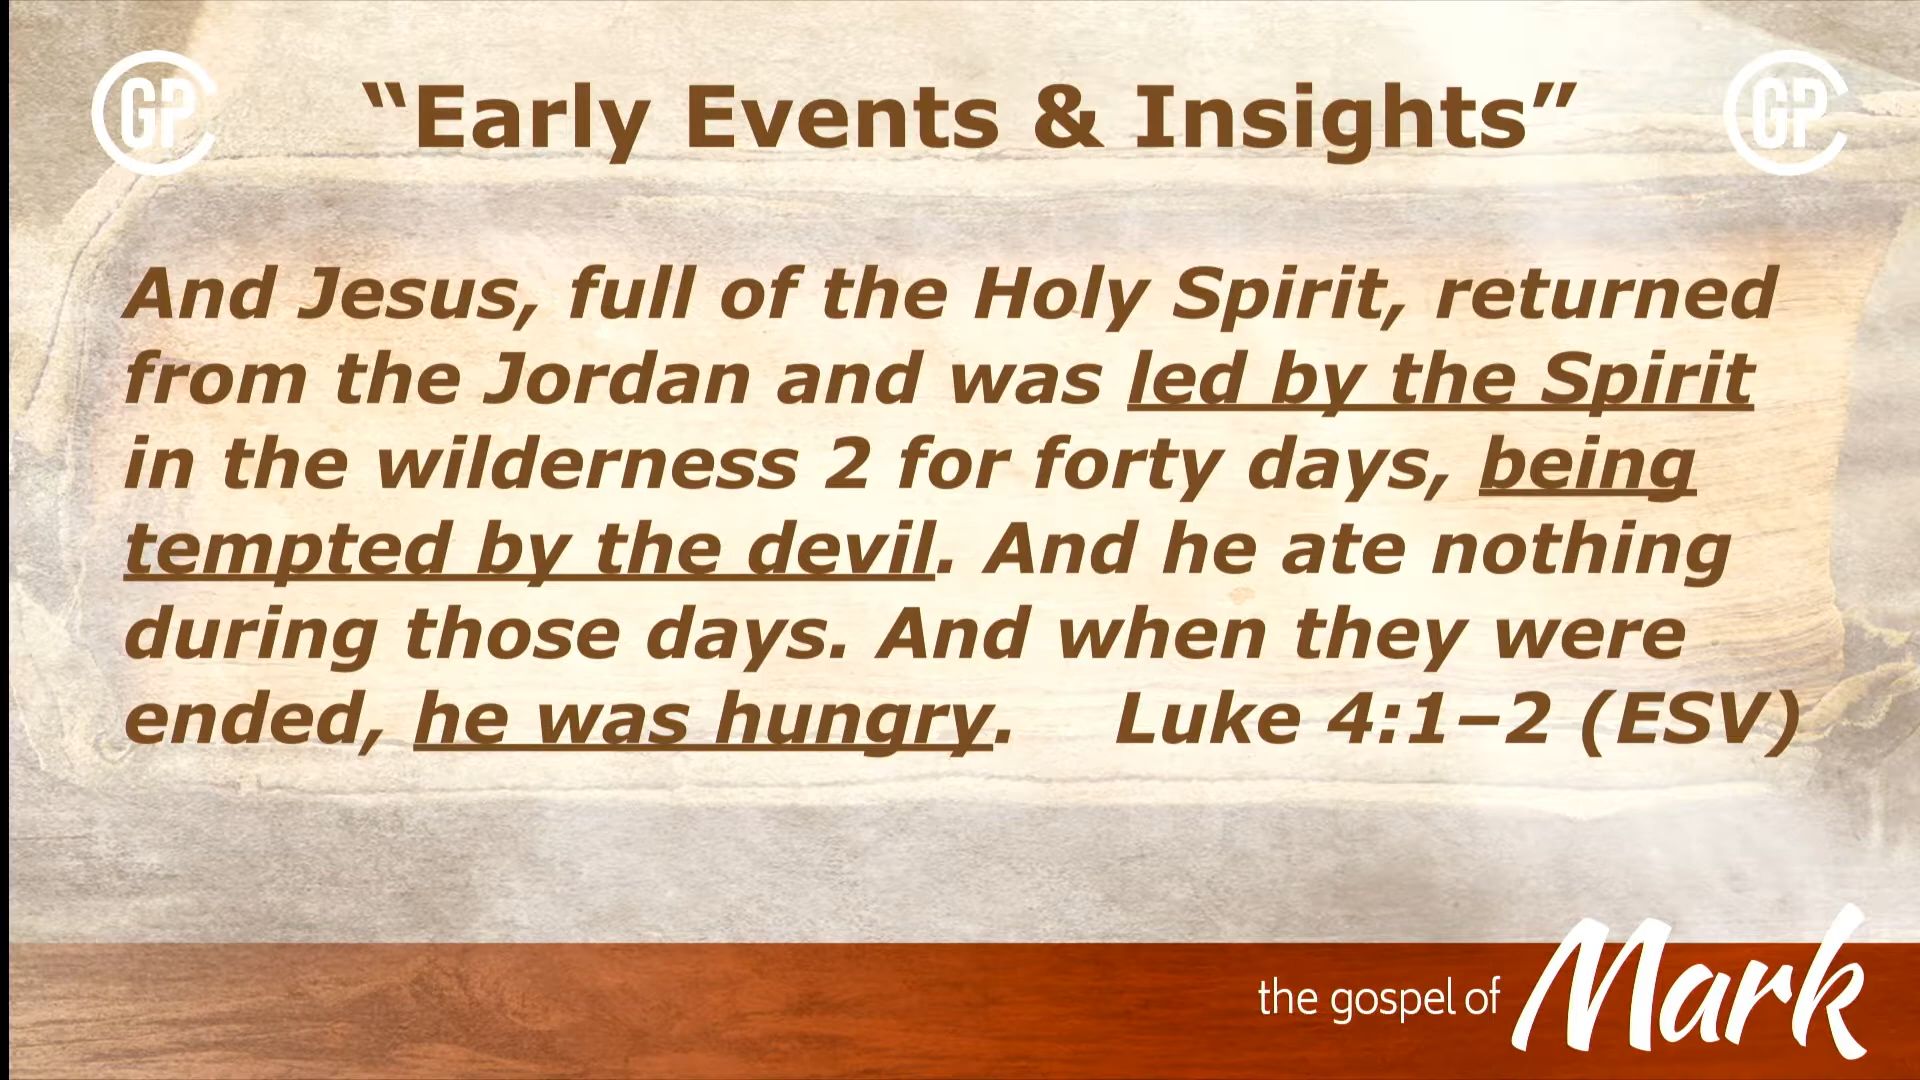 GPC
“Early Events & Insights”
GPC
And Jesus, full of the Holy Spirit, returned
from the Jordan and was led by the Spirit
in the wilderness 2 for forty days, being
tempted by the devil. And he ate nothing
during those days. And when they were
ended, he was hungry. Luke 4:1–2 (ESV)
the gospel of Mark